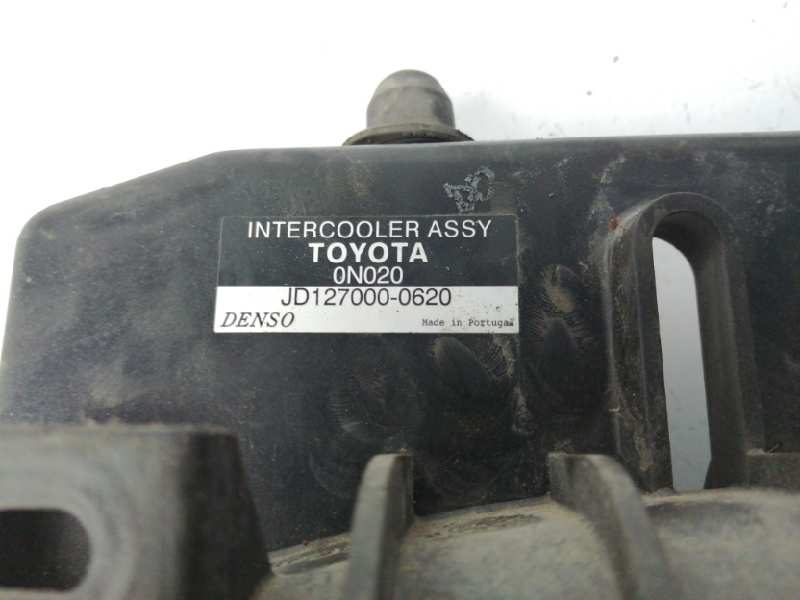 INTERCOOLER ASSY
TOYOTA
0N020
JD127000-0620
DENSO Made in Portugal